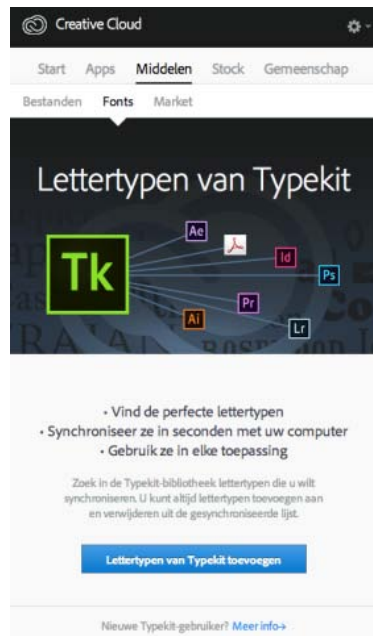 Creative Cloud
Start Apps Middelen Stock Gemeenschap
Bestanden Fonts Market
Lettertypen van Typekit
Ae
Id
Tk
Ps
Pr
Ai
Lr
• Vind de perfecte lettertypen
• Synchroniseer ze in seconden met uw computer
• Gebruik ze in elke toepassing
Zoek in de Typekit-bibliotheek lettertypen die u wilt
synchroniseren. U kunt altijd lettertypen toevoegen aan
en verwijderen uit de gesynchroniseerde lijst.
Lettertypen van Typekit toevoegen
Nieuwe Typekit-gebruiker? Meer info→